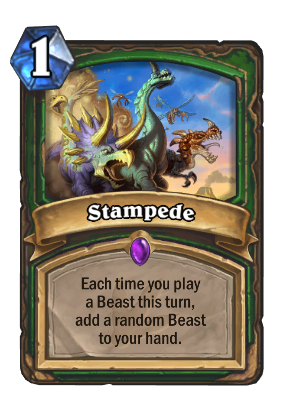 1
Stampede
Each time you play
a Beast this turn,
add a random Beast
to your hand.